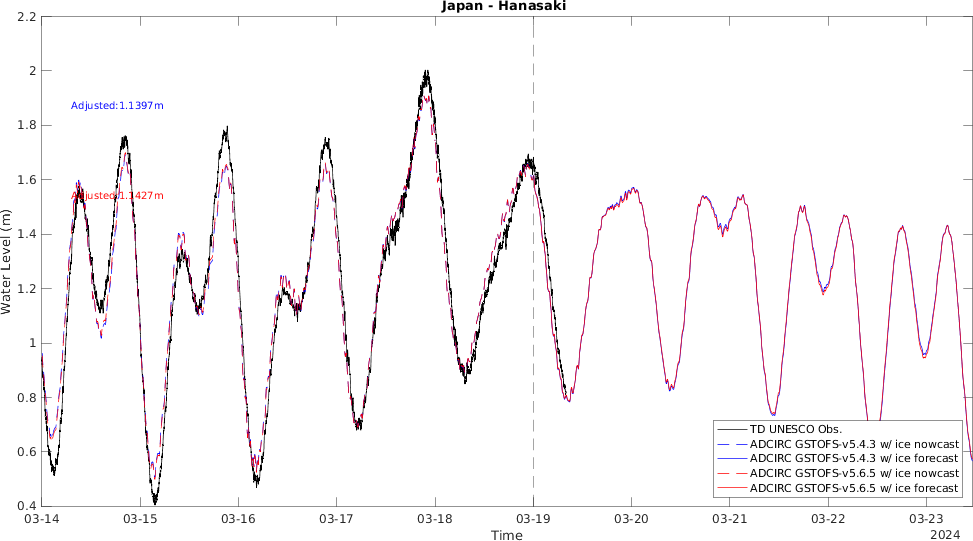 Japan - Hanasaki
2.2
2
1.8
1.6
1.4
1.2
1
0.8
0.6
0.4
Water Level (m)
Adjusted:1.1397m
Adjusted:1.1427m
TD UNESCO Obs.
ADCIRC GSTOFS-v5.4.3 w/ ice nowcast
ADCIRC GSTOFS-v5.4.3 w/ ice forecast
ADCIRC GSTOFS-v5.6.5 w/ ice nowcast
ADCIRC GSTOFS-v5.6.5 w/ ice forecast
03-14 03-15 03-16 03-17 03-18 03-19 03-20 03-21 03-22 03-23
Time
2024